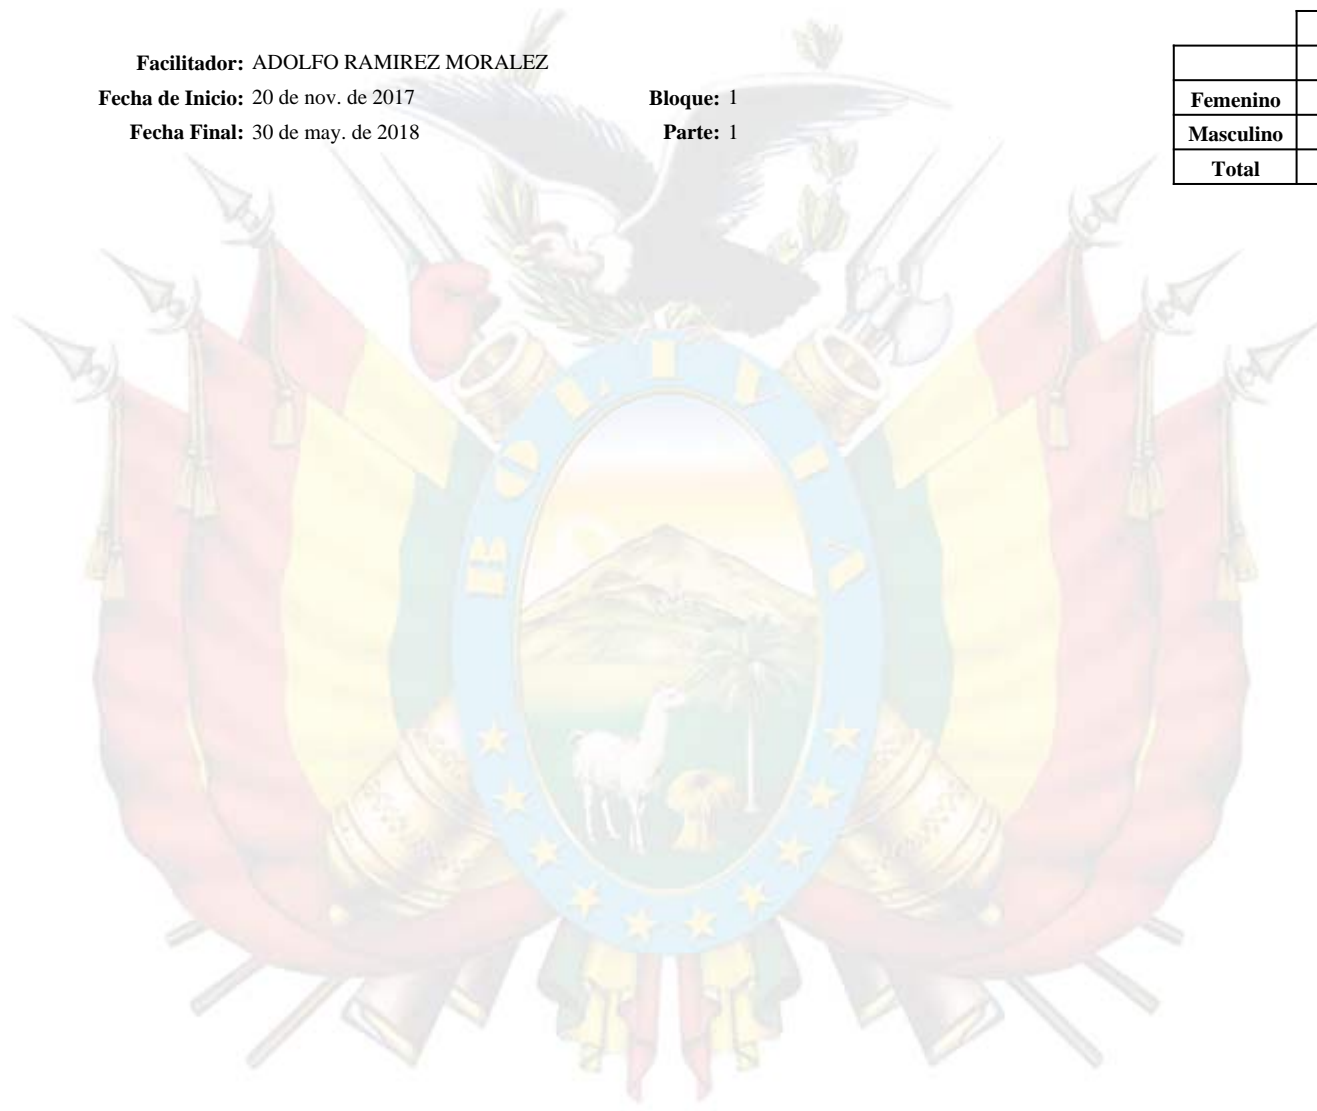 Facilitador: ADOLFO RAMIREZ MORALEZ
Fecha de Inicio: 20 de nov. de 2017 Bloque: 1
Fecha Final: 30 de may. de 2018 Parte: 1
Femenino
Masculino
Total
BOLIVIA